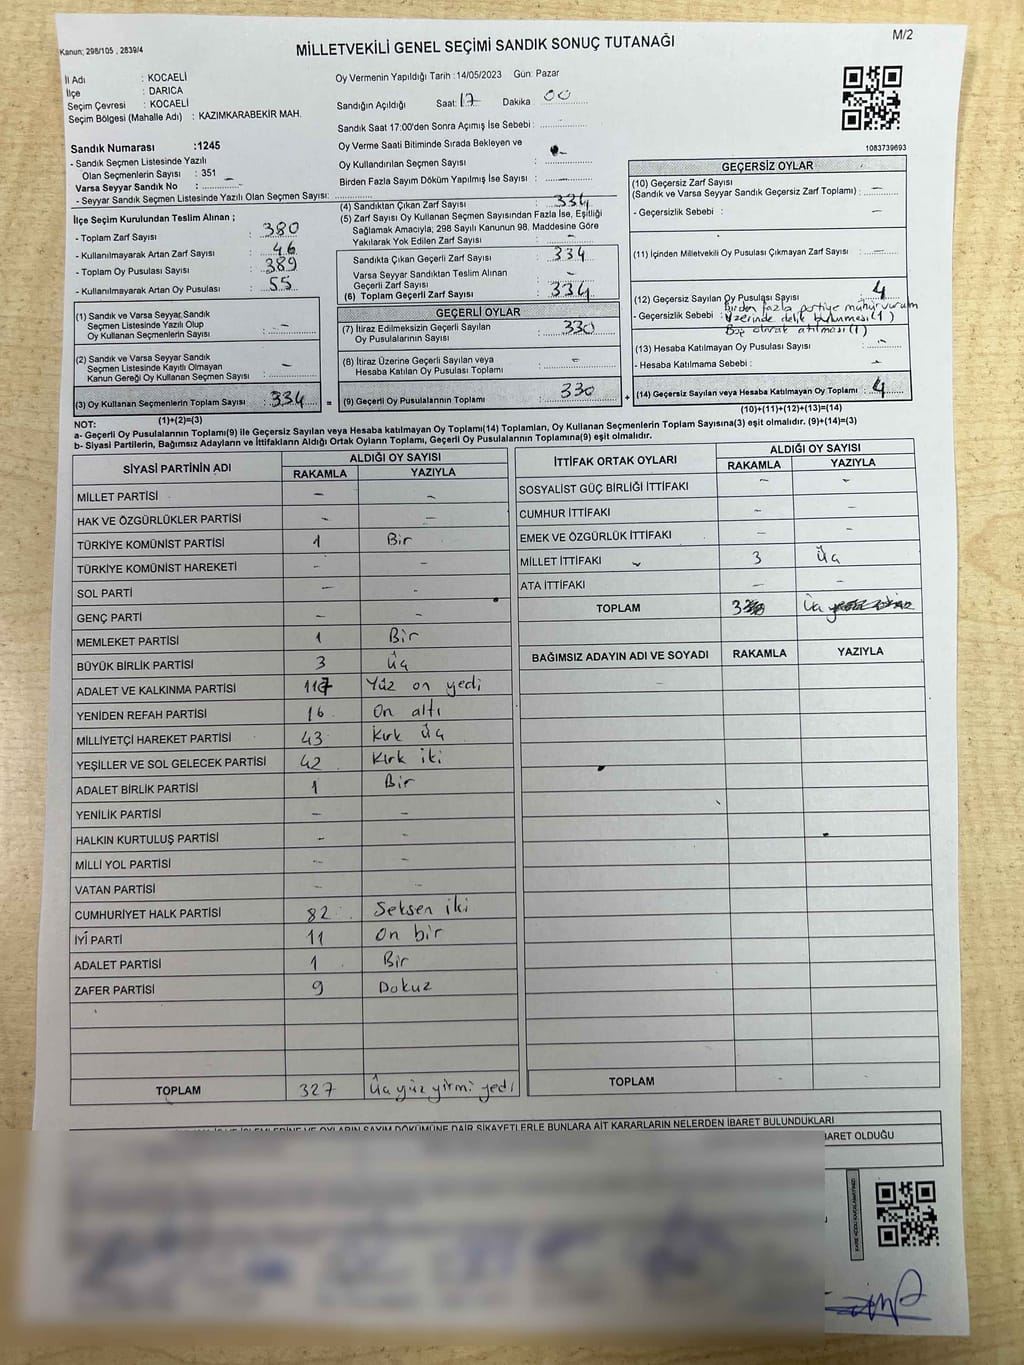 Kanun; 298/105 , 2839/4
MİLLETVEKİLİ GENEL SEÇİMİ SANDIK SONUÇ TUTANAĞI
M/2
İl Adı : KOCAELİ
İlçe : DARICA
Seçim Çevresi : KOCAELİ
Seçim Bölgesi (Mahalle Adı) : KAZIMKARABEKİR MAH.
Oy Vermenin Yapıldığı Tarih :14/05/2023 Gün: Pazar
Sandığın Açıldığı Saat: 17 Dakika 00
Sandık Saat 17:00'den Sonra Açımış İse Sebebi :
Oy Verme Saati Bitiminde Sırada Bekleyen ve
Oy Kullandırılan Seçmen Sayısı :
Birden Fazla Sayım Döküm Yapılmış İse Sayısı : —
1083739693
Sandık Numarası :1245
- Sandık Seçmen Listesinde Yazılı
Olan Seçmenlerin Sayısı : 351 —
Varsa Seyyar Sandık No :
- Seyyar Sandık Seçmen Listesinde Yazılı Olan Seçmen Sayısı:
İlçe Seçim Kurulundan Teslim Alınan ;
- Toplam Zarf Sayısı : 380
- Kullanılmayarak Artan Zarf Sayısı : 46
- Toplam Oy Pusulası Sayısı : 389
- Kullanılmayarak Artan Oy Pusulası : 55
(1) Sandık ve Varsa Seyyar Sandık
Seçmen Listesinde Yazılı Olup
Oy Kullanan Seçmenlerin Sayısı : —
(2) Sandık ve Varsa Seyyar Sandık
Seçmen Listesinde Kayıtlı Olmayan
Kanun Gereği Oy Kullanan Seçmen Sayısı : —
(3) Oy Kullanan Seçmenlerin Toplam Sayısı : 334
(1)+(2)=(3)
(4) Sandıktan Çıkan Zarf Sayısı : 334
(5) Zarf Sayısı Oy Kullanan Seçmen Sayısından Fazla İse, Eşitliği
Sağlamak Amacıyla; 298 Sayılı Kanunun 98. Maddesine Göre
Yakılarak Yok Edilen Zarf Sayısı : —
Sandıkta Çıkan Geçerli Zarf Sayısı : 334
Varsa Seyyar Sandıktan Teslim Alınan
Geçerli Zarf Sayısı : —
(6) Toplam Geçerli Zarf Sayısı : 334
GEÇERLİ OYLAR
(7) İtiraz Edilmeksizin Geçerli Sayılan
Oy Pusulalarının Sayısı : 330
(8) İtiraz Üzerine Geçerli Sayılan veya
Hesaba Katılan Oy Pusulası Toplamı : —
= (9) Geçerli Oy Pusulalarının Toplamı : 330
GEÇERSİZ OYLAR
(10) Geçersiz Zarf Sayısı
(Sandık ve Varsa Seyyar Sandık Geçersiz Zarf Toplamı) : —
- Geçersizlik Sebebi : —
(11) İçinden Milletvekili Oy Pusulası Çıkmayan Zarf Sayısı : —
(12) Geçersiz Sayılan Oy Pusulası Sayısı : 4
- Geçersizlik Sebebi : Birden fazla partiye mühür vurum
Üzerinde delik bulunması (1)
Boş olarak atılması (1)
(13) Hesaba Katılmayan Oy Pusulası Sayısı : —
- Hesaba Katılmama Sebebi : —
+ (14) Geçersiz Sayılan veya Hesaba Katılmayan Oy Toplamı : 4
(10)+(11)+(12)+(13)=(14)
NOT:
a- Geçerli Oy Pusulalarının Toplamı(9) ile Geçersiz Sayılan veya Hesaba katılmayan Oy Toplamı(14) Toplamları, Oy Kullanan Seçmenlerin Toplam Sayısına(3) eşit olmalıdır. (9)+(14)=(3)
b- Siyasi Partilerin, Bağımsız Adayların ve İttifakların Aldığı Ortak Oyların Toplamı, Geçerli Oy Pusulalarının Toplamına(9) eşit olmalıdır.
SİYASİ PARTİNİN ADI ALDIĞI OY SAYISI
RAKAMLA YAZIYLA
MİLLET PARTİSİ — —
HAK VE ÖZGÜRLÜKLER PARTİSİ — —
TÜRKİYE KOMÜNİST PARTİSİ 1 Bir
TÜRKİYE KOMÜNİST HAREKETİ — —
SOL PARTİ — —
GENÇ PARTİ — —
MEMLEKET PARTİSİ 1 Bir
BÜYÜK BİRLİK PARTİSİ 3 Üç
ADALET VE KALKINMA PARTİSİ 117 Yüz on yedi
YENİDEN REFAH PARTİSİ 16 On altı
MİLLİYETÇİ HAREKET PARTİSİ 43 Kırk Üç
YEŞİLLER VE SOL GELECEK PARTİSİ 42 Kırk iki
ADALET BİRLİK PARTİSİ 1 Bir
YENİLİK PARTİSİ — —
HALKIN KURTULUŞ PARTİSİ — —
MİLLİ YOL PARTİSİ — —
VATAN PARTİSİ — —
CUMHURİYET HALK PARTİSİ 82 Seksen iki
İYİ PARTİ 11 On bir
ADALET PARTİSİ 1 Bir
ZAFER PARTİSİ 9 Dokuz
TOPLAM 327 Üç yüz yirmi yedi
İTTİFAK ORTAK OYLARI ALDIĞI OY SAYISI
RAKAMLA YAZIYLA
SOSYALİST GÜÇ BİRLİĞİ İTTİFAKI — —
CUMHUR İTTİFAKI — —
EMEK VE ÖZGÜRLÜK İTTİFAKI — —
MİLLET İTTİFAKI 3 Üç
ATA İTTİFAKI — —
TOPLAM 3 Üç
BAĞIMSIZ ADAYIN ADI VE SOYADI RAKAMLA YAZIYLA
TOPLAM - -
SAYIM DÖKÜMÜNE DAİR ŞİKAYETLERLE BUNLARA AİT KARARLARIN NELERDEN İBARET BULUNDUKLARI
İBARET OLDUĞU